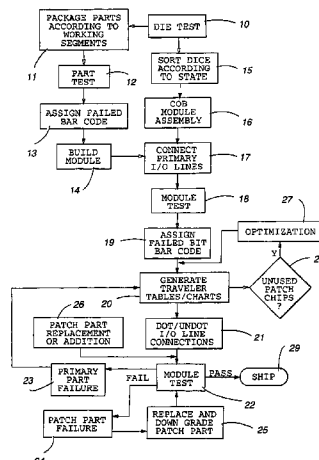 PACKAGE PARTS
ACCORDING TO
WORKING
SEGMENTS
11
DIE TEST
10
PART
TEST
12
SORT DICE
ACCORDING
TO STATE
15
ASSIGN FAILED
BAR CODE
13
COB
MODULE
ASSEMBLY
16
BUILD MODULE
14
CONNECT
PRIMARY
I/O LINES
17
MODULE
TEST
18
27
OPTIMIZATION
ASSIGN
FAILED BIT
BAR CODE
19
Y
GENERATE
TRAVELER
TABLES/CHARTS
20
UNUSED
PATCH
CHIPS
?
26
PATCH PART
REPLACEMENT
OR ADDITION
DOT/UNDOT
I/O LINE
CONNECTIONS
21
29
PRIMARY
PART
FAILURE
23
MODULE
TEST
22
PASS
SHIP
FAIL
PATCH PART
FAILURE
REPLACE AND
DOWN GRADE
PATCH PART
25